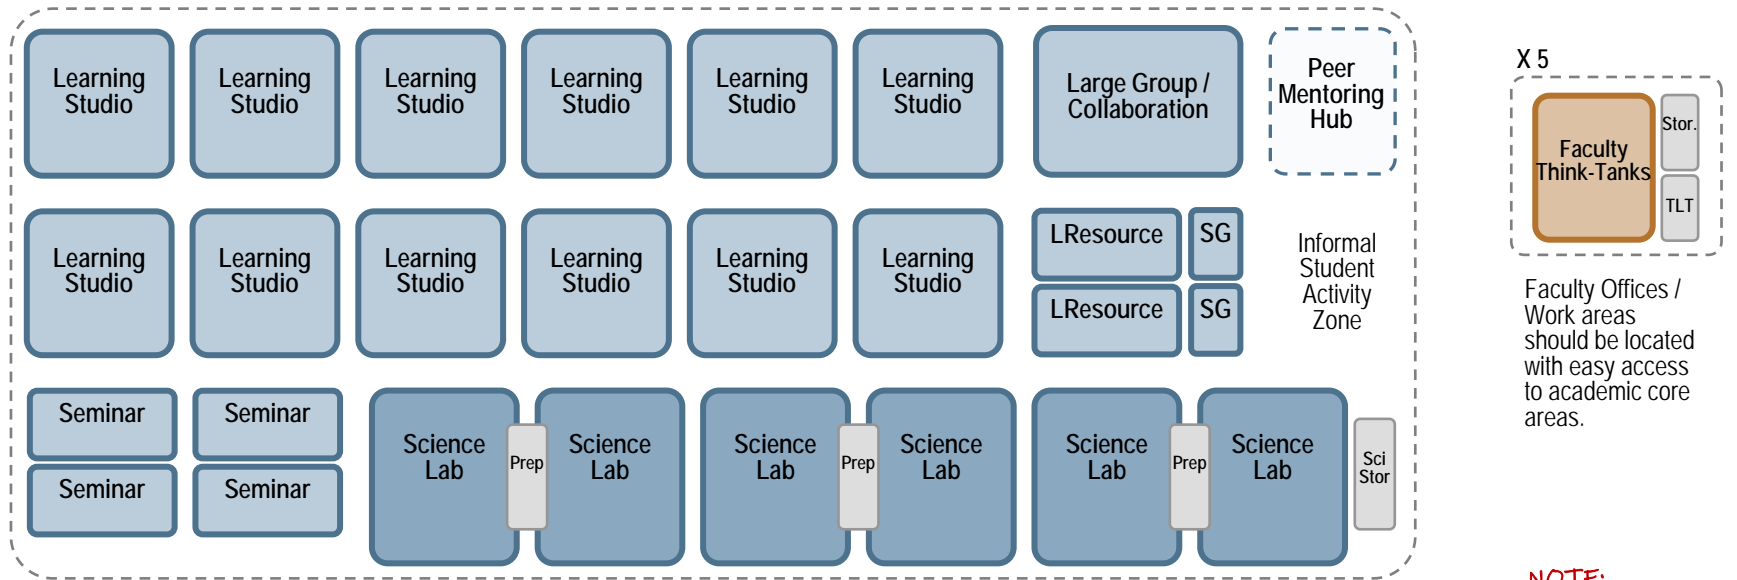 Learning
Studio
Learning
Studio
Learning
Studio
Learning
Studio
Learning
Studio
Learning
Studio
Large Group /
Collaboration
Peer
Mentoring
Hub
Learning
Studio
Learning
Studio
Learning
Studio
Learning
Studio
Learning
Studio
Learning
Studio
LResource
SG
LResource
SG
Informal
Student
Activity
Zone
Seminar
Seminar
Seminar
Seminar
Science
Lab
Prep
Science
Lab
Science
Lab
Prep
Science
Lab
Science
Lab
Prep
Science
Lab
Sci
Stor
X 5
Faculty
Think-Tanks
Stor.
TLT
Faculty Offices /
Work areas
should be located
with easy access
to academic core
areas.
NOTE: